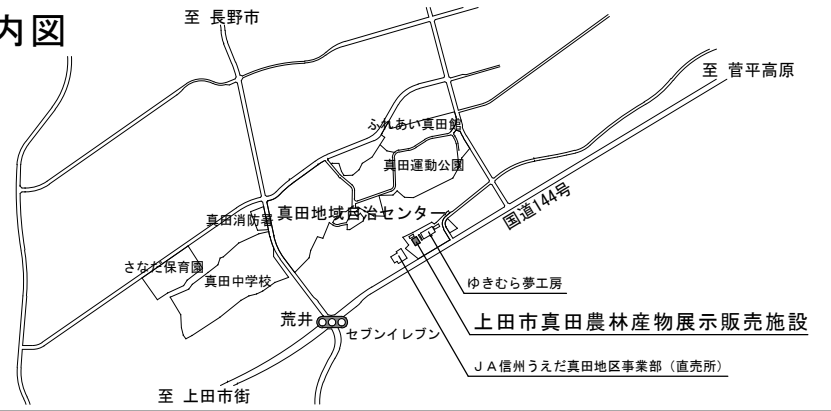 内図
至 長野市
至 菅平高原
ふれあい真田館
真田運動公園
国道144号
真田消防署
真田地域自治センター
さなだ保育園
真田中学校
ゆきむら夢工房
荒井
セブンイレブン
上田市真田農林産物展示販売施設
JA信州うえだ真田地区事業部（直売所）
至 上田市街